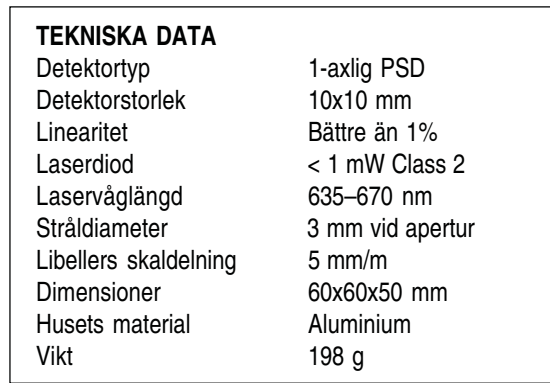 TEKNISKA DATA
Detektortyp 1-axlig PSD
Detektorstorlek 10x10 mm
Linearitet Bättre än 1%
Laserdiod < 1 mW Class 2
Laservåglängd 635–670 nm
Stråldiameter 3 mm vid apertur
Libellers skaldelning 5 mm/m
Dimensioner 60x60x50 mm
Husets material Aluminium
Vikt 198 g